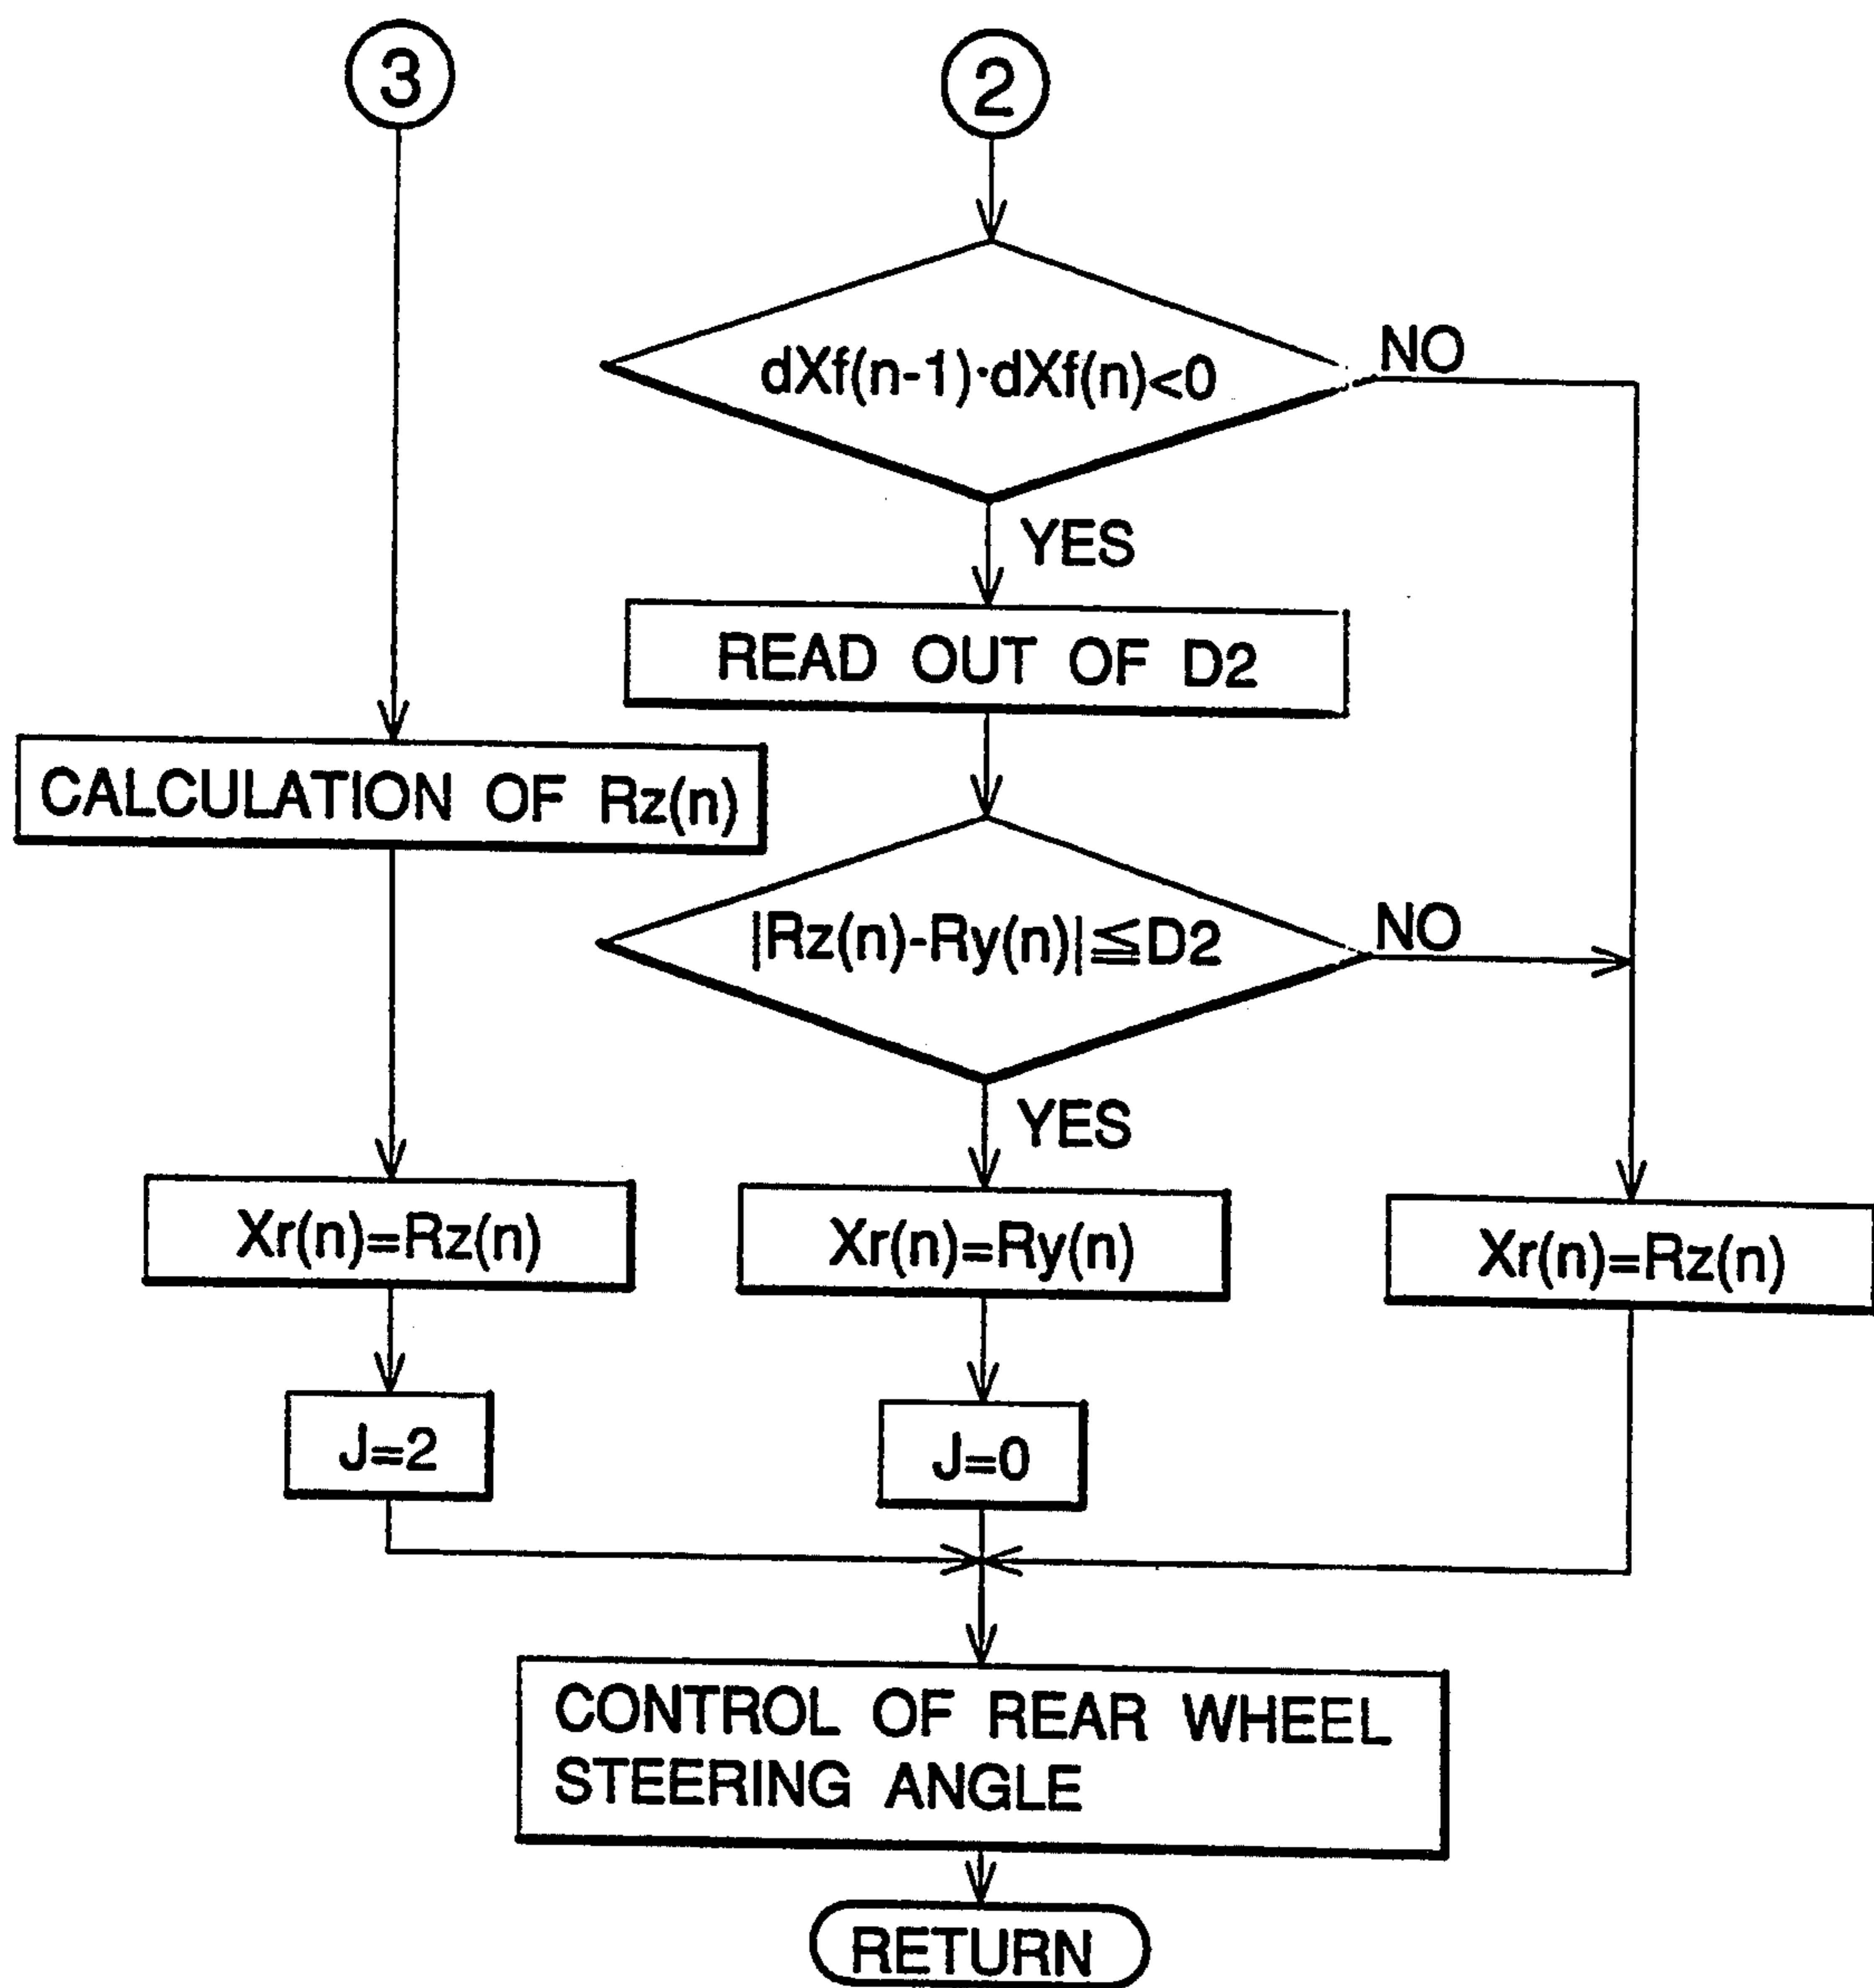 3
2
dXf(n-1)·dXf(n)<0
NO
YES
READ OUT OF D2
CALCULATION OF Rz(n)
|Rz(n)-Ry(n)|≦D2
NO
YES
Xr(n)=Rz(n)
Xr(n)=Ry(n)
Xr(n)=Rz(n)
J=2
J=0
CONTROL OF REAR WHEEL
STEERING ANGLE
RETURN